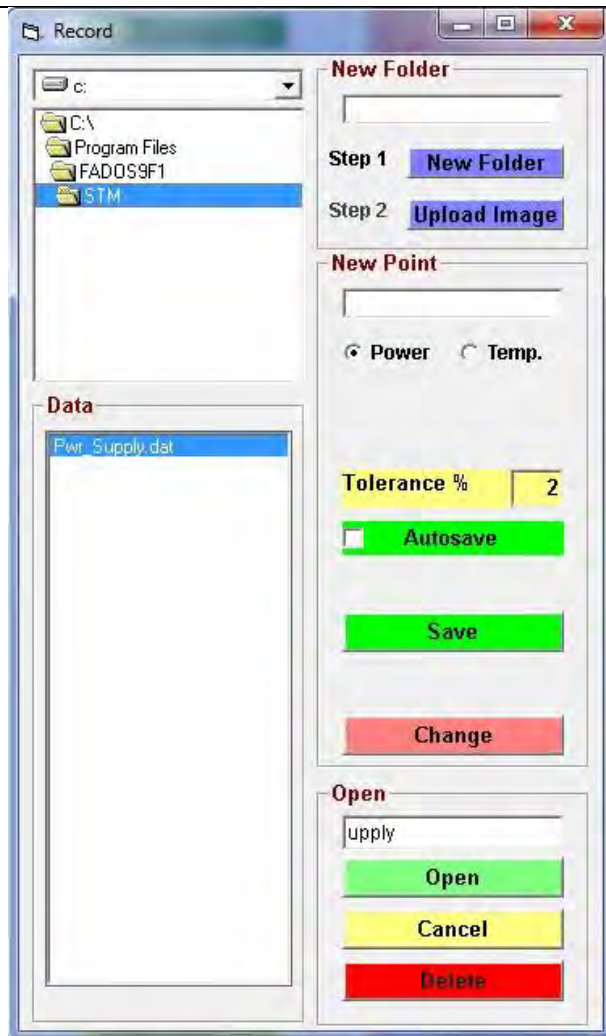 Record
c:
C:\
Program Files
FADOS9F1
STM
Data
Pwr_Supply.dat
New Folder
Step 1 New Folder
Step 2 Upload Image
New Point
Power Temp.
Tolerance % 2
Autosave
Save
Change
Open
upply
Open
Cancel
Delete